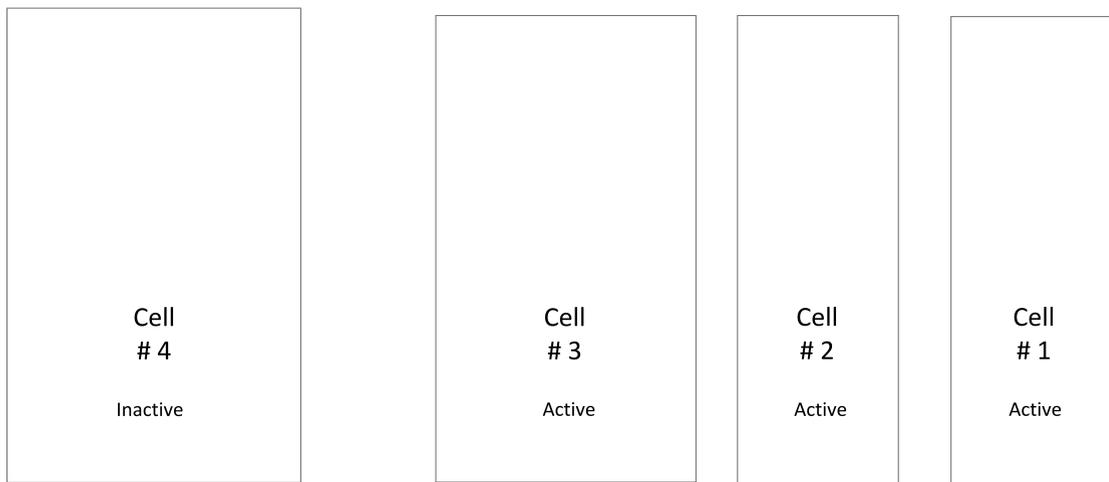 Cell
# 4
Inactive
Cell
# 3
Active
Cell
# 2
Active
Cell
# 1
Active